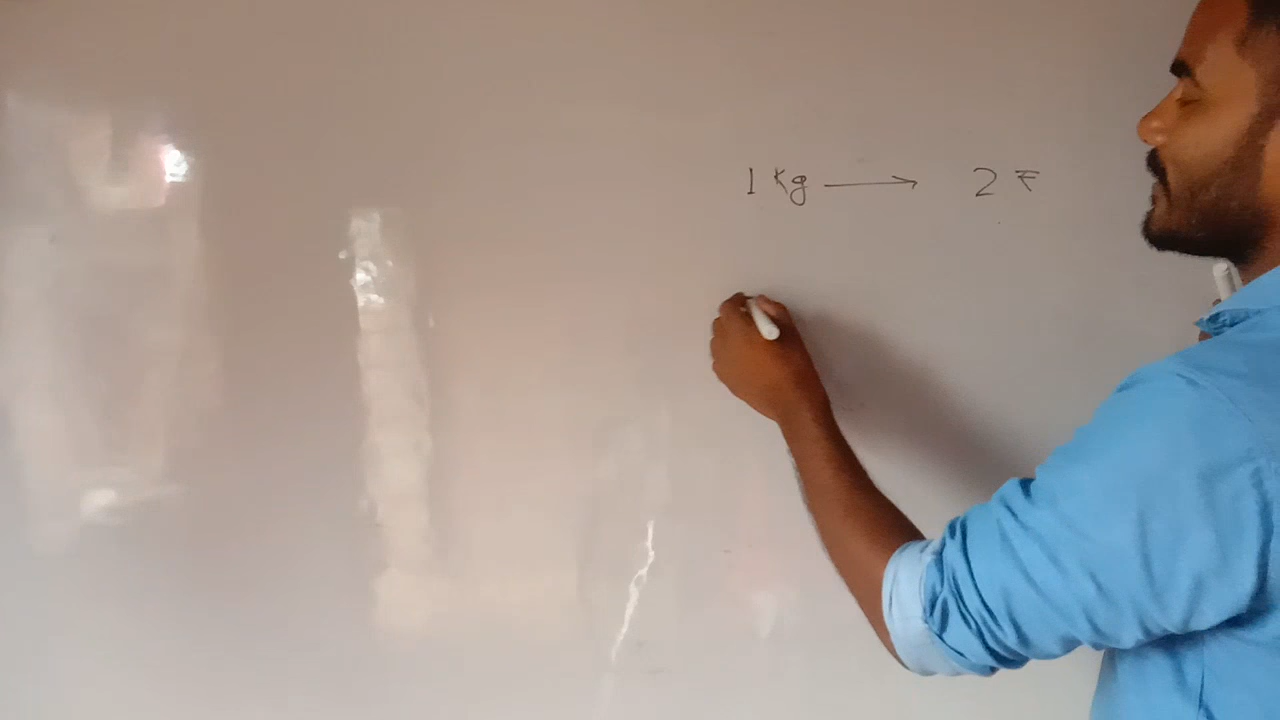 1 Kg → 2 ₹